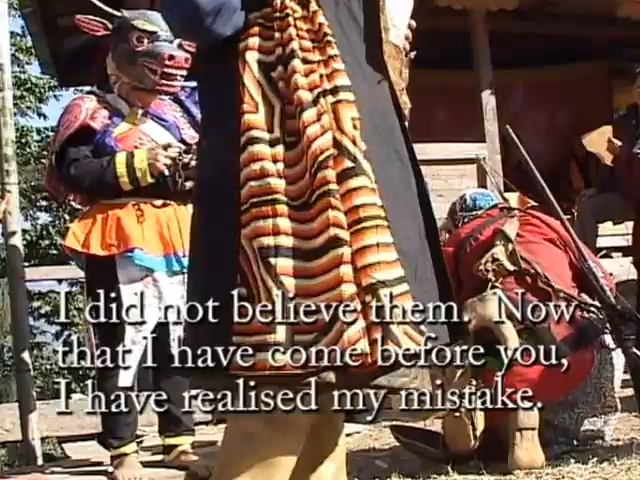 I did not believe them. Now
that I have come before you,
I have realised my mistake.